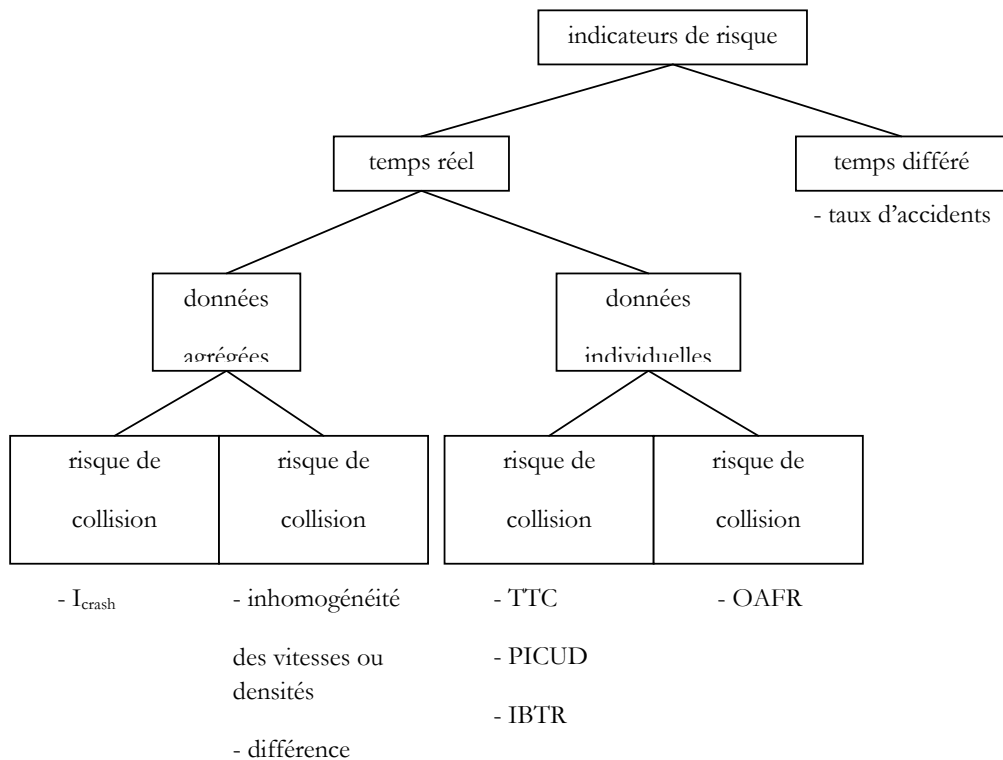 indicateurs de risque
temps réel
temps différé
- taux d’accidents
données
agrégées
données
individuelles
risque de
collision
risque de
collision
risque de
collision
risque de
collision
- I_crash
- inhomogénéité
des vitesses ou
densités
- différence
- TTC
- PICUD
- IBTR
- OAFR